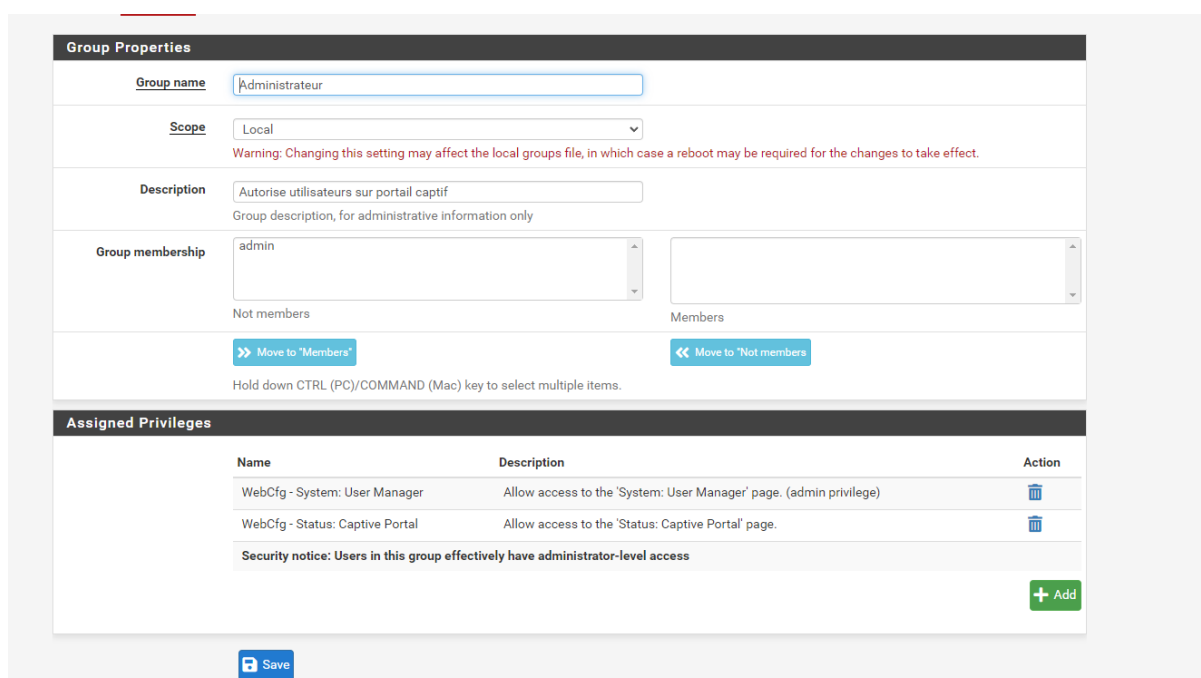 Group Properties
Group name Administrateur
Scope Local
Warning: Changing this setting may affect the local groups file, in which case a reboot may be required for the changes to take effect.
Description Autorise utilisateurs sur portail captif
Group description, for administrative information only
Group membership admin
Not members Members
Move to "Members" Move to "Not members
Hold down CTRL (PC)/COMMAND (Mac) key to select multiple items.
Assigned Privileges
Name Description Action
WebCfg - System: User Manager Allow access to the 'System: User Manager' page. (admin privilege)
WebCfg - Status: Captive Portal Allow access to the 'Status: Captive Portal' page.
Security notice: Users in this group effectively have administrator-level access
Add
Save